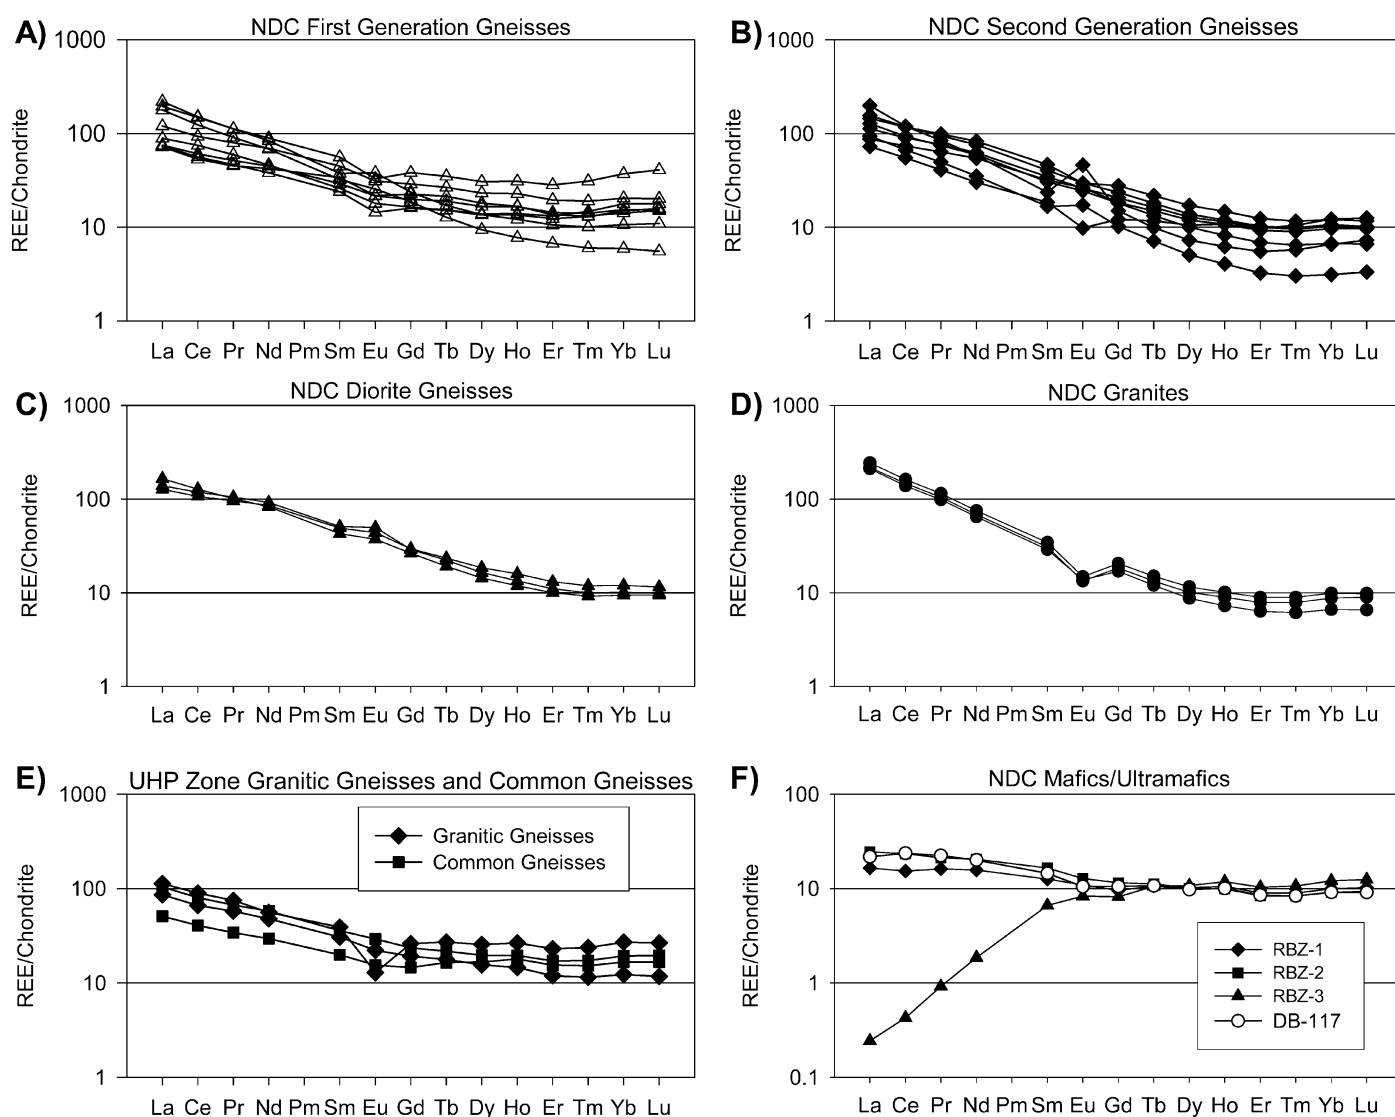 A) NDC First Generation Gneisses
1000
100
10
1
REE/Chondrite
La Ce Pr Nd Pm Sm Eu Gd Tb Dy Ho Er Tm Yb Lu
B) NDC Second Generation Gneisses
1000
100
10
1
REE/Chondrite
La Ce Pr Nd Pm Sm Eu Gd Tb Dy Ho Er Tm Yb Lu
C) NDC Diorite Gneisses
1000
100
10
1
REE/Chondrite
La Ce Pr Nd Pm Sm Eu Gd Tb Dy Ho Er Tm Yb Lu
D) NDC Granites
1000
100
10
1
REE/Chondrite
La Ce Pr Nd Pm Sm Eu Gd Tb Dy Ho Er Tm Yb Lu
E) UHP Zone Granitic Gneisses and Common Gneisses
1000
100
10
1
REE/Chondrite
Granitic Gneisses
Common Gneisses
La Ce Pr Nd Pm Sm Eu Gd Tb Dy Ho Er Tm Yb Lu
F) NDC Mafics/Ultramafics
100
10
1
0.1
REE/Chondrite
RBZ-1
RBZ-2
RBZ-3
DB-117
La Ce Pr Nd Pm Sm Eu Gd Tb Dy Ho Er Tm Yb Lu